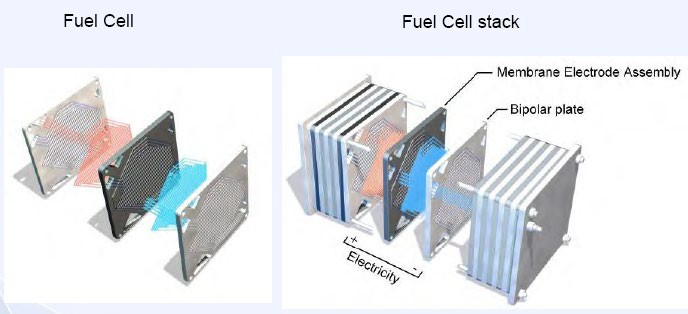 Fuel Cell
Fuel Cell stack
Membrane Electrode Assembly
Bipolar plate
+
-
Electricity